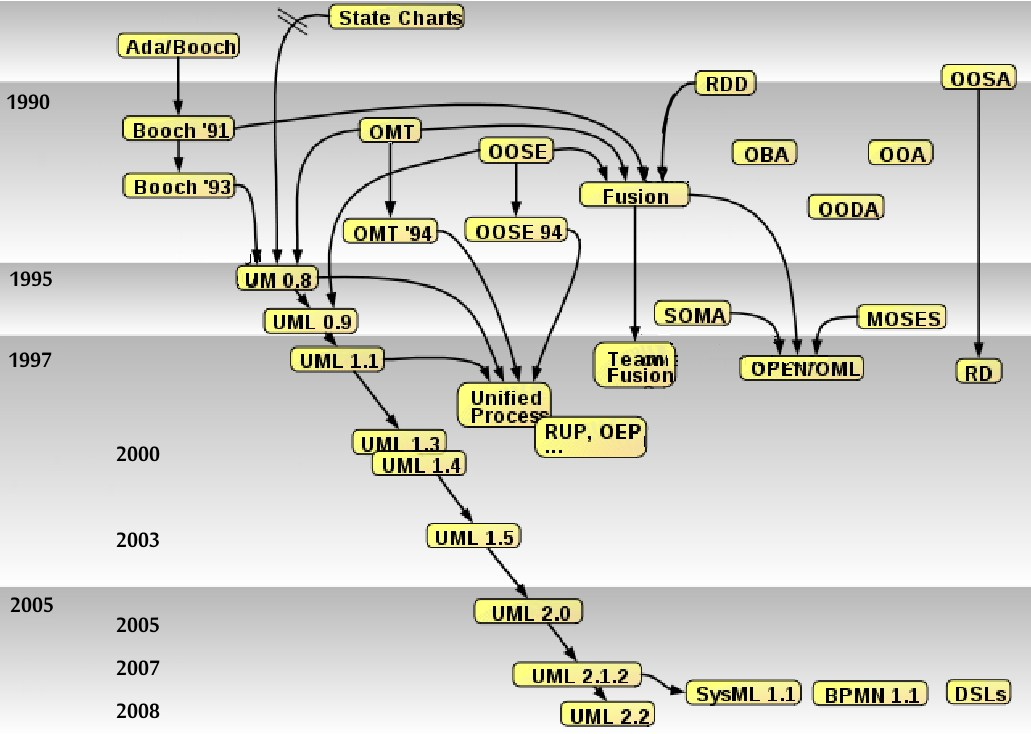 State Charts
Ada/Booch
OOSA
1990
RDD
Booch '91
OMT
OOSE
OBA
OOA
Booch '93
Fusion
OODA
OMT '94
OOSE 94
1995
UM 0.8
UML 0.9
SOMA
MOSES
1997
UML 1.1
Team
Fusion
OPEN/OML
RD
Unified
Process
RUP, OEP
...
2000
UML 1.3
UML 1.4
2003
UML 1.5
2005
UML 2.0
2005
2007
UML 2.1.2
SysML 1.1
BPMN 1.1
DSLs
2008
UML 2.2